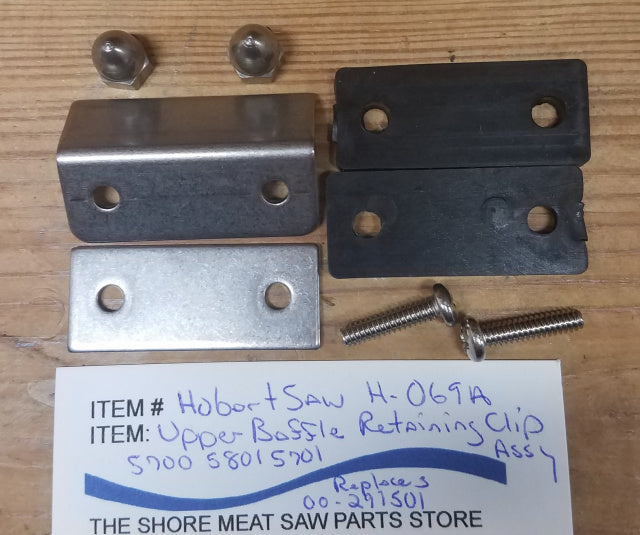 ITEM # Hobart Saw H-069A
ITEM: Upper Baffle Retaining Clip
5700 5801 5701 Assy
Replaces
00-291501
THE SHORE MEAT SAW PARTS STORE